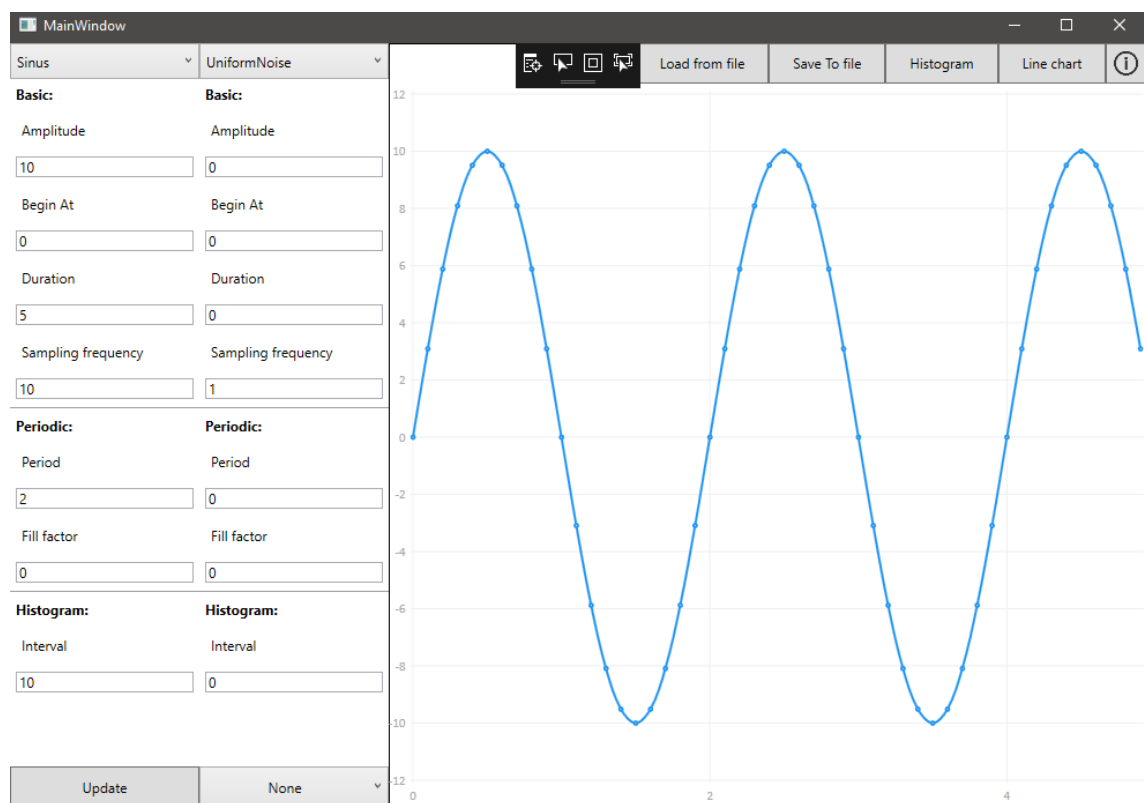 MainWindow
Sinus UniformNoise Load from file Save To file Histogram Line chart
Basic: Basic:
Amplitude Amplitude
10 0
Begin At Begin At
0 0
Duration Duration
5 0
Sampling frequency Sampling frequency
10 1
Periodic: Periodic:
Period Period
2 0
Fill factor Fill factor
0 0
Histogram: Histogram:
Interval Interval
10 0
Update None
12
10
8
6
4
2
0
-2
-4
-6
-8
-10
-12
0 2 4